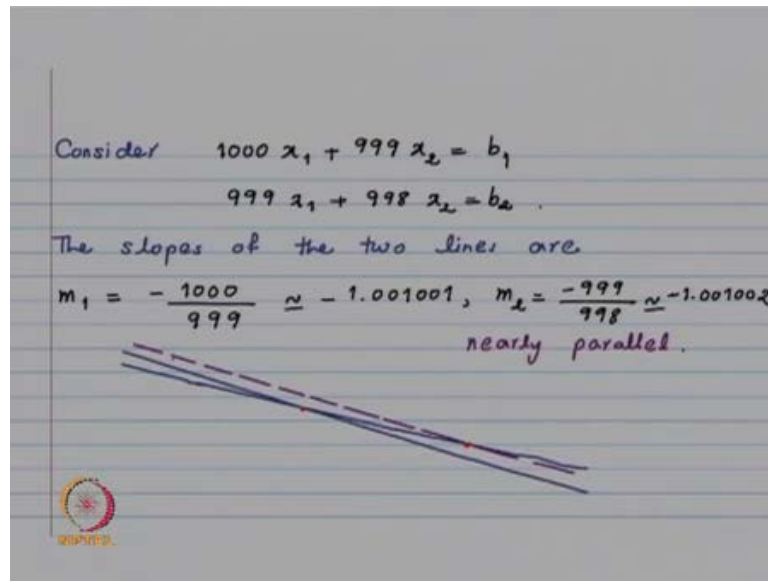 Consider 1000 x₁ + 999 x₂ = b₁
999 x₁ + 998 x₂ = b₂ .
The slopes of the two lines are
m₁ = - 1000/999 ≃ - 1.001001, m₂ = -999/998 ≃ -1.001002
nearly parallel.
NPTEL